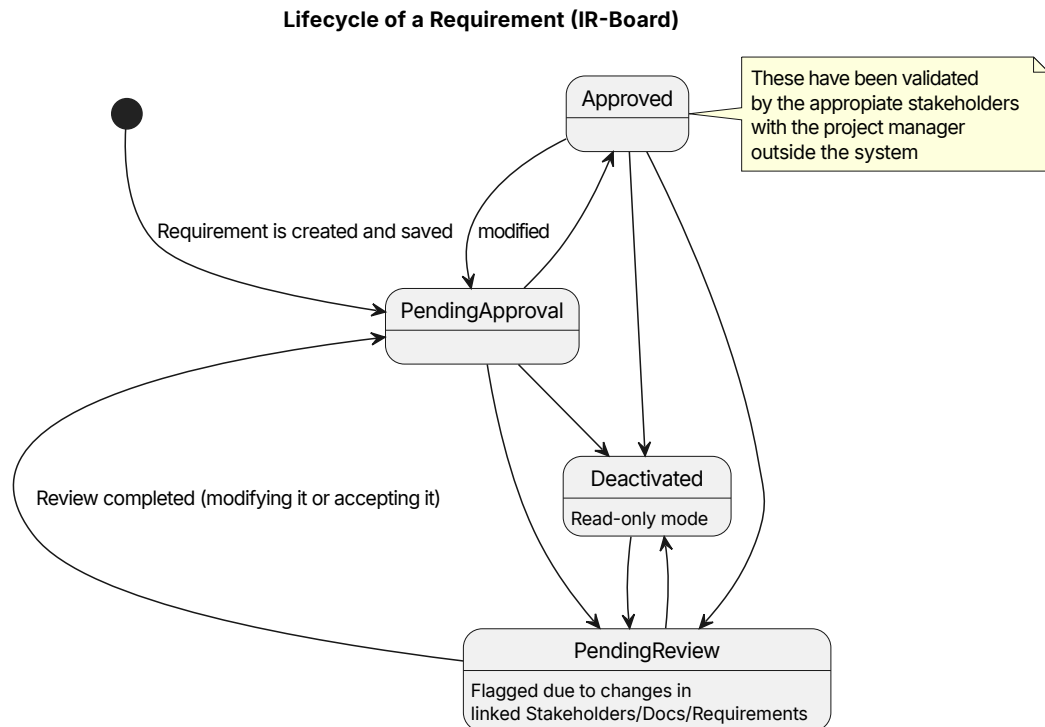 Lifecycle of a Requirement (IR-Board)
Approved
These have been validated
by the appropiate stakeholders
with the project manager
outside the system
Requirement is created and saved
modified
PendingApproval
Deactivated
Read-only mode
Review completed (modifying it or accepting it)
PendingReview
Flagged due to changes in
linked Stakeholders/Docs/Requirements